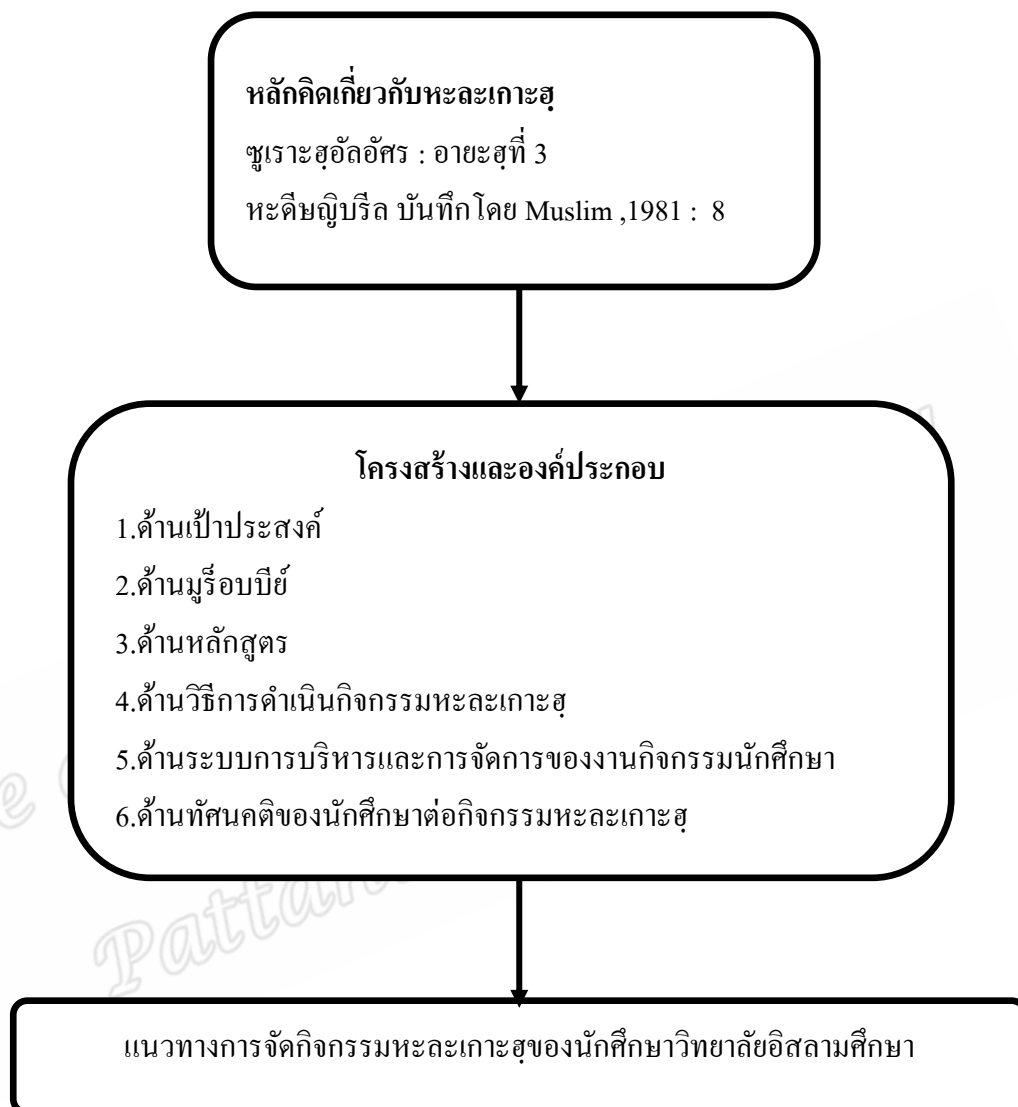 หลักคิดเกี่ยวกับหะละเกาะฮฺ
ซูเราะฮฺอัลอัศร : อายะฮฺที่ 3
หะดีษญิบรีล บันทึกโดย Muslim ,1981 : 8
โครงสร้างและองค์ประกอบ
1.ด้านเป้าประสงค์
2.ด้านมูร็อบบีย์
3.ด้านหลักสูตร
4.ด้านวิธีการดำเนินกิจกรรมหะละเกาะฮฺ
5.ด้านระบบการบริหารและการจัดการของงานกิจกรรมนักศึกษา
6.ด้านทัศนคติของนักศึกษาต่อกิจกรรมหะละเกาะฮฺ
แนวทางการจัดกิจกรรมหะละเกาะฮฺของนักศึกษาวิทยาลัยอิสลามศึกษา